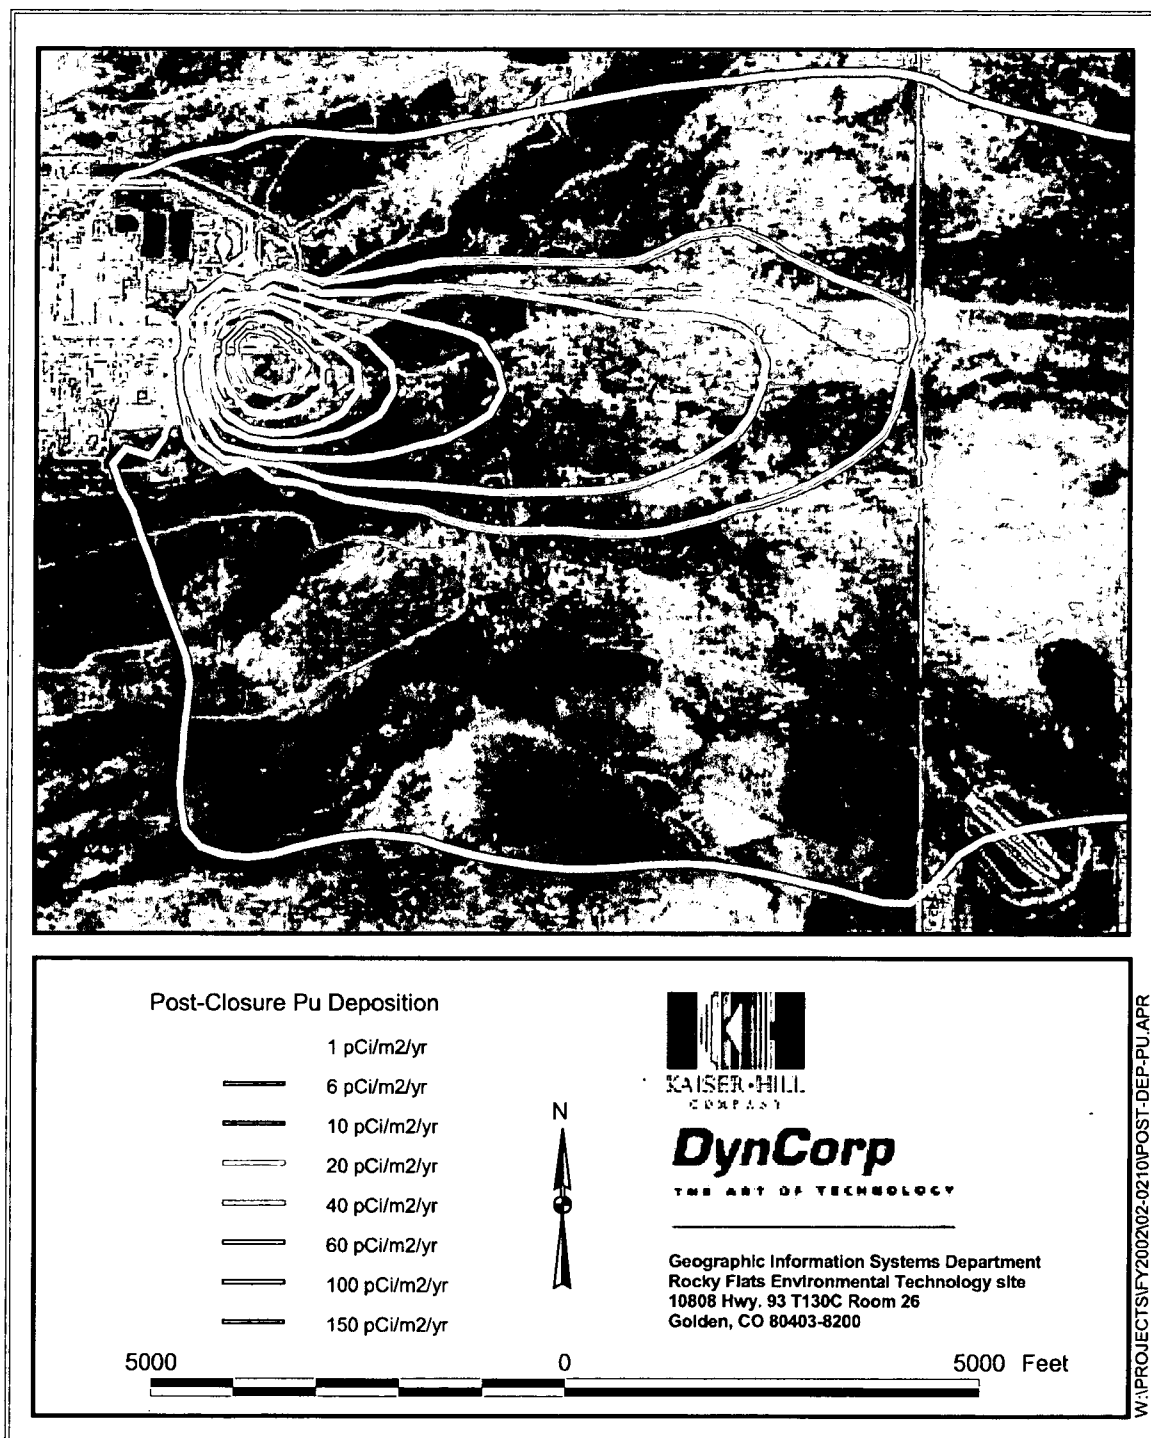 Post-Closure Pu Deposition
1 pCi/m2/yr
6 pCi/m2/yr
10 pCi/m2/yr
20 pCi/m2/yr
40 pCi/m2/yr
60 pCi/m2/yr
100 pCi/m2/yr
150 pCi/m2/yr
N
KAISER•HILL
COMPANY
DynCorp
THE ART OF TECHNOLOGY
Geographic Information Systems Department
Rocky Flats Environmental Technology site
10808 Hwy. 93 T130C Room 26
Golden, CO 80403-8200
5000 0 5000 Feet
W:\PROJECTS\FY2002\02-0210\POST-DEP-PU.APR